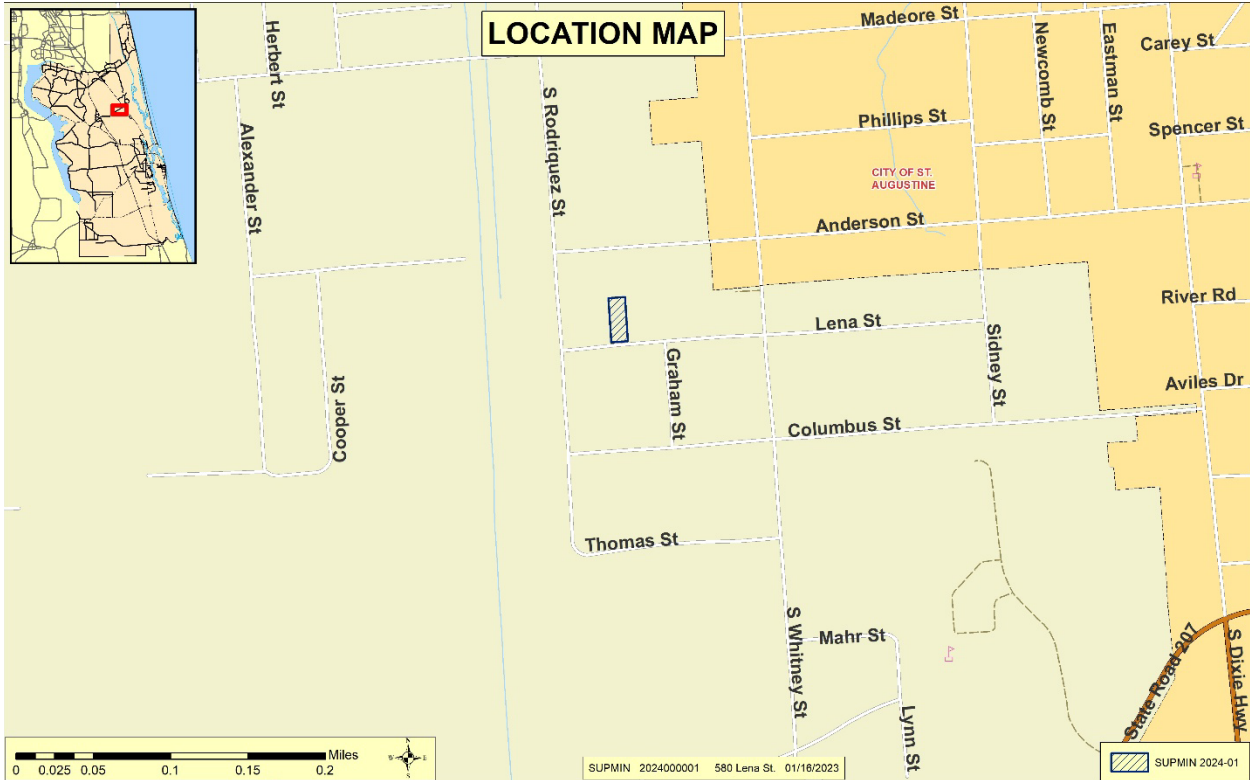 LOCATION MAP
Madeore St
Herbert St
Newcomb St
Eastman St
Carey St
S Rodriquez St
Alexander St
Phillips St
Spencer St
CITY OF ST.
AUGUSTINE
Anderson St
River Rd
Lena St
Sidney St
Graham St
Cooper St
Aviles Dr
Columbus St
Thomas St
S Whitney St
Mahr St
Lynn St
State Road 207
S Dixie Hwy
Miles
0 0.025 0.05 0.1 0.15 0.2
N
W E
S
SUPMIN 2024000001 580 Lena St. 01/16/2023
SUPMIN 2024-01